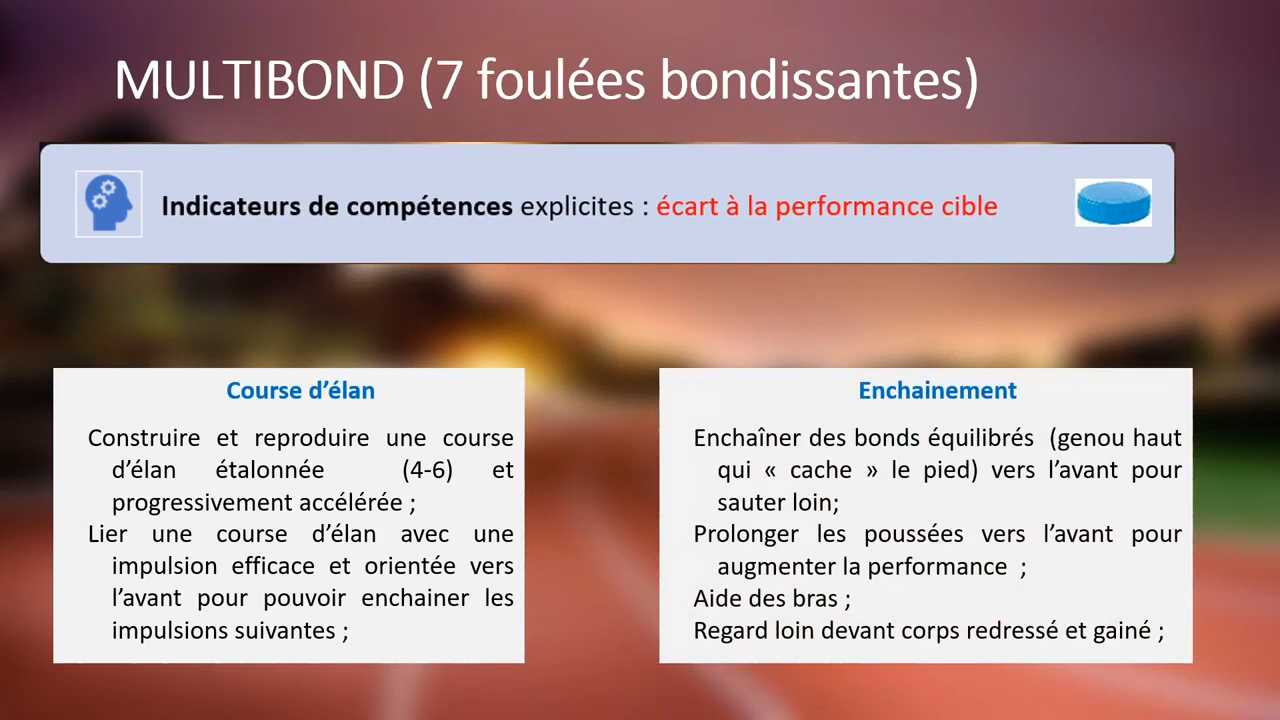 MULTIBOND (7 foulées bondissantes)
Indicateurs de compétences explicites : écart à la performance cible
Course d’élan
Construire et reproduire une course
d’élan étalonnée (4-6) et
progressivement accélérée ;
Lier une course d’élan avec une
impulsion efficace et orientée vers
l’avant pour pouvoir enchainer les
impulsions suivantes ;
Enchainement
Enchaîner des bonds équilibrés (genou haut
qui « cache » le pied) vers l’avant pour
sauter loin;
Prolonger les poussées vers l’avant pour
augmenter la performance ;
Aide des bras ;
Regard loin devant corps redressé et gainé ;